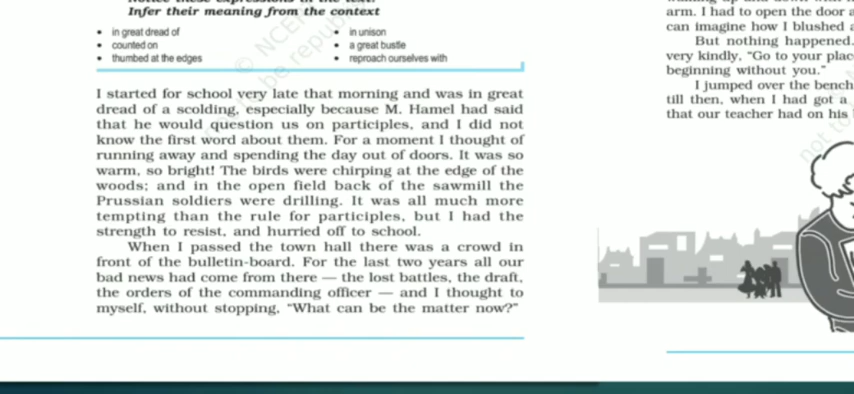 Infer their meaning from the context
• in great dread of
• counted on
• thumbed at the edges
• in unison
• a great bustle
• reproach ourselves with
I started for school very late that morning and was in great
dread of a scolding, especially because M. Hamel had said
that he would question us on participles, and I did not
know the first word about them. For a moment I thought of
running away and spending the day out of doors. It was so
warm, so bright! The birds were chirping at the edge of the
woods; and in the open field back of the sawmill the
Prussian soldiers were drilling. It was all much more
tempting than the rule for participles, but I had the
strength to resist, and hurried off to school.
When I passed the town hall there was a crowd in
front of the bulletin-board. For the last two years all our
bad news had come from there — the lost battles, the draft,
the orders of the commanding officer — and I thought to
myself, without stopping, “What can be the matter now?”
arm. I had to open the door a
can imagine how I blushed a
But nothing happened.
very kindly, “Go to your plac
beginning without you.”
I jumped over the bench
till then, when I had got a
that our teacher had on his
© NCERT
not to